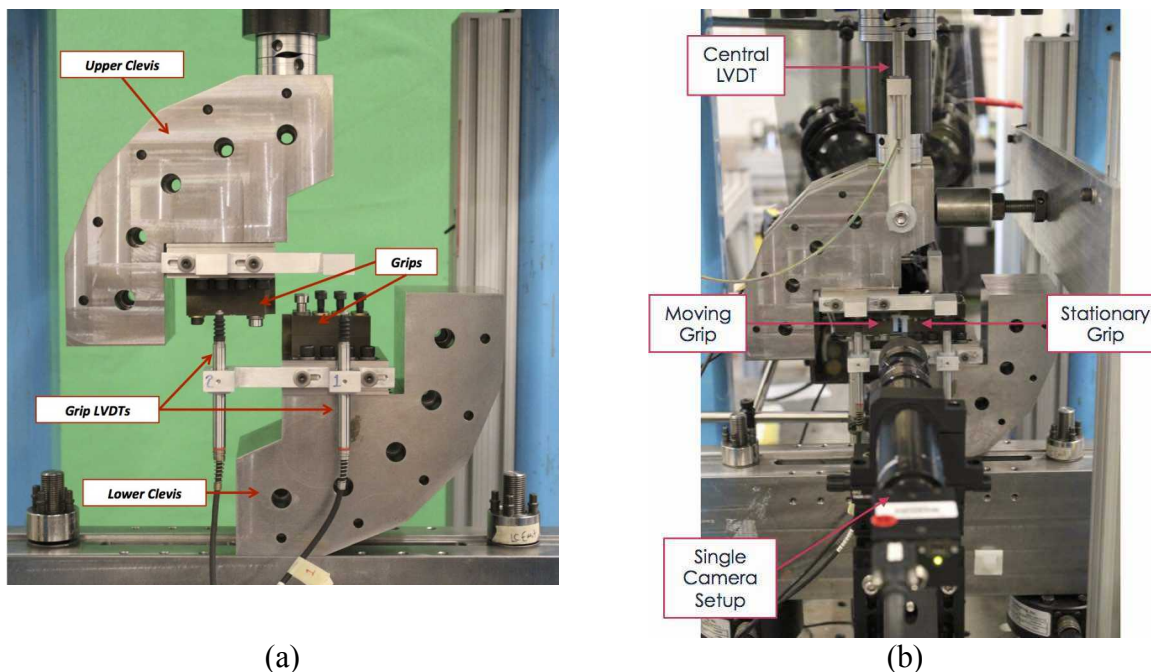 Upper Clevis
Grips
2
1
Grip LVDTs
Lower Clevis
(a)
Central
LVDT
Moving
Grip
Stationary
Grip
Single
Camera
Setup
(b)